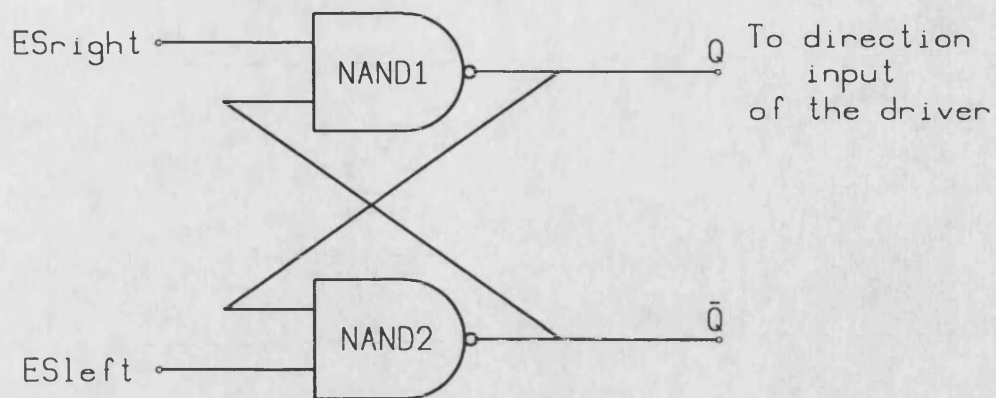 ESright
NAND1
Q
To direction
input
of the driver
NAND2
Q̄
ESleft